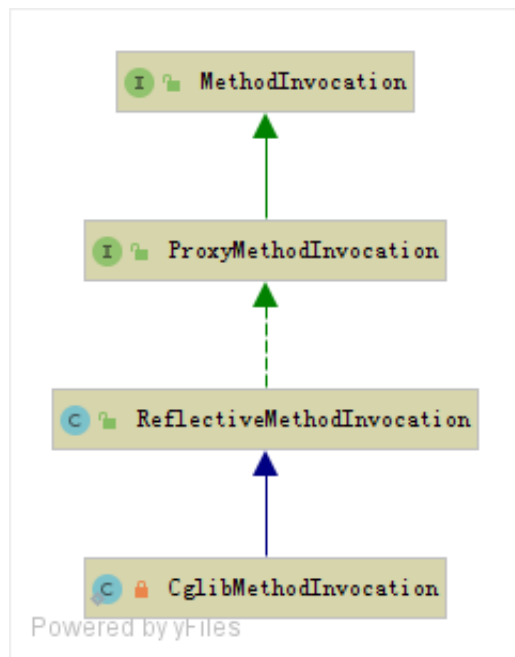 I MethodInvocation
I ProxyMethodInvocation
C ReflectiveMethodInvocation
C CglibMethodInvocation
Powered by yFiles